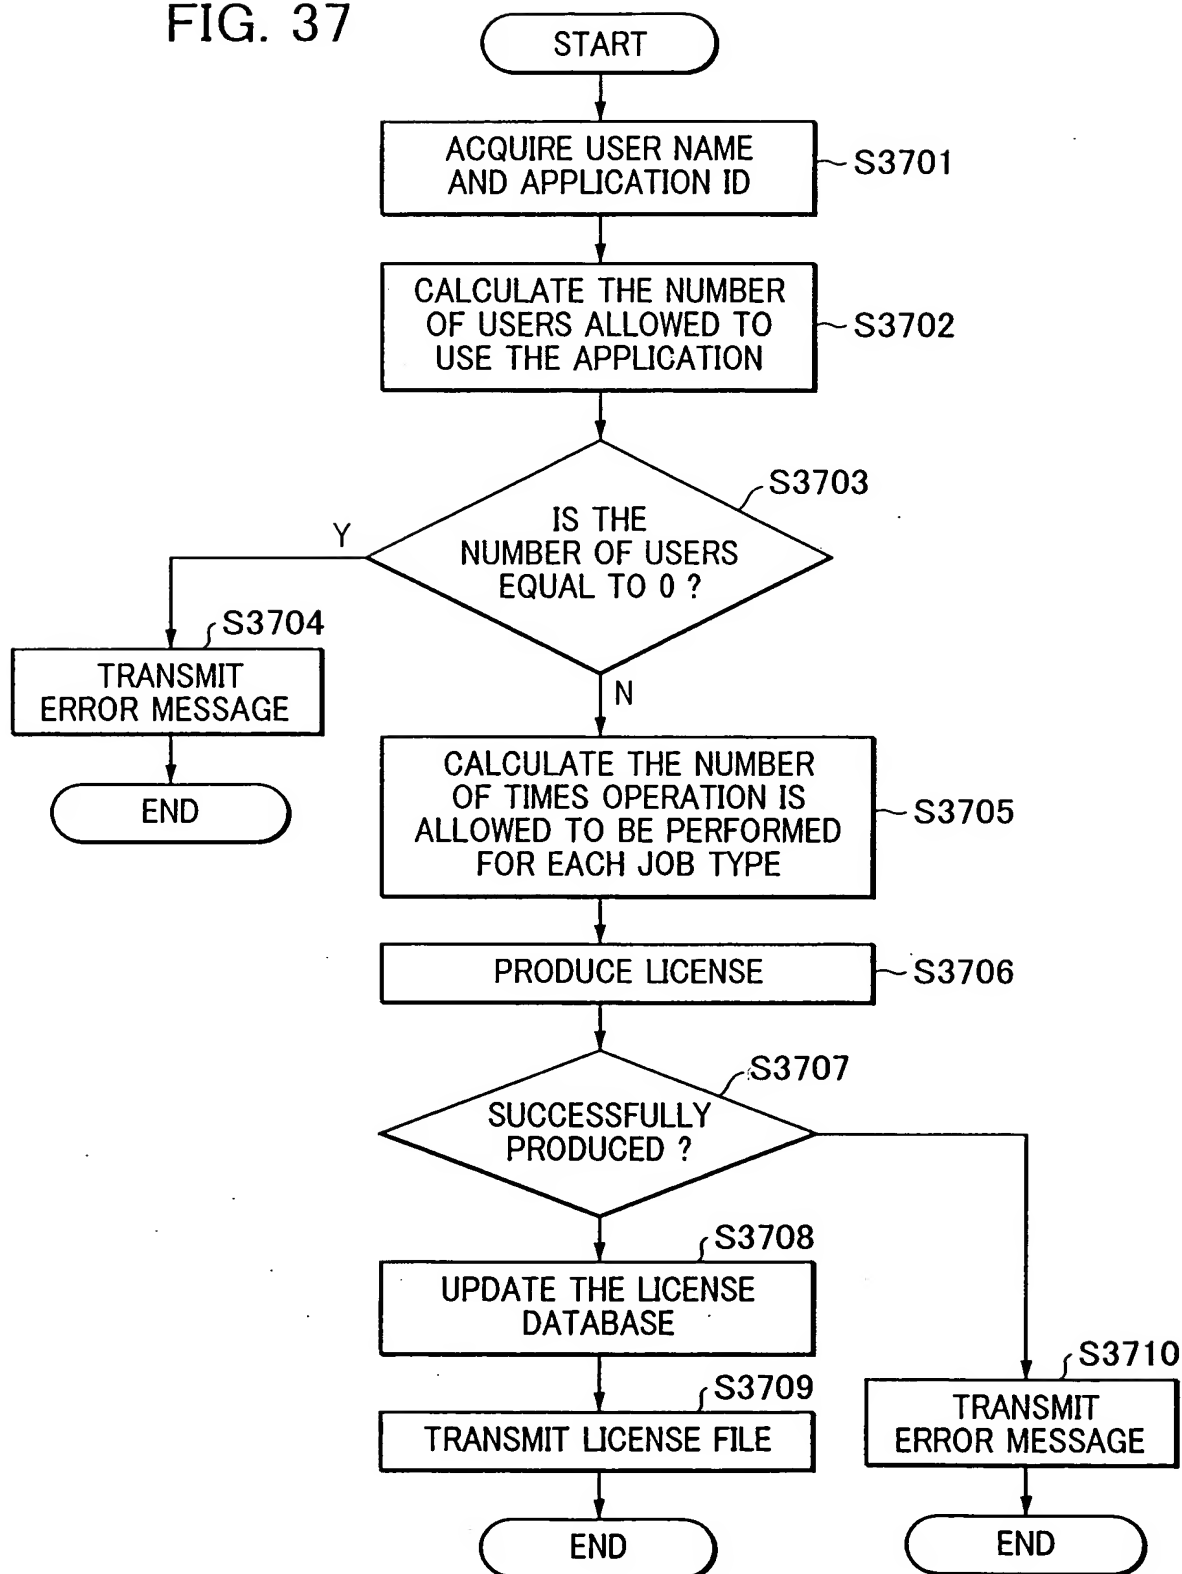 FIG. 37
START
ACQUIRE USER NAME
AND APPLICATION ID
S3701
CALCULATE THE NUMBER
OF USERS ALLOWED TO
USE THE APPLICATION
S3702
S3703
IS THE
NUMBER OF USERS
EQUAL TO 0 ?
Y
S3704
TRANSMIT
ERROR MESSAGE
END
N
CALCULATE THE NUMBER
OF TIMES OPERATION IS
ALLOWED TO BE PERFORMED
FOR EACH JOB TYPE
S3705
PRODUCE LICENSE
S3706
S3707
SUCCESSFULLY
PRODUCED ?
S3708
UPDATE THE LICENSE
DATABASE
S3709
TRANSMIT LICENSE FILE
END
S3710
TRANSMIT
ERROR MESSAGE
END